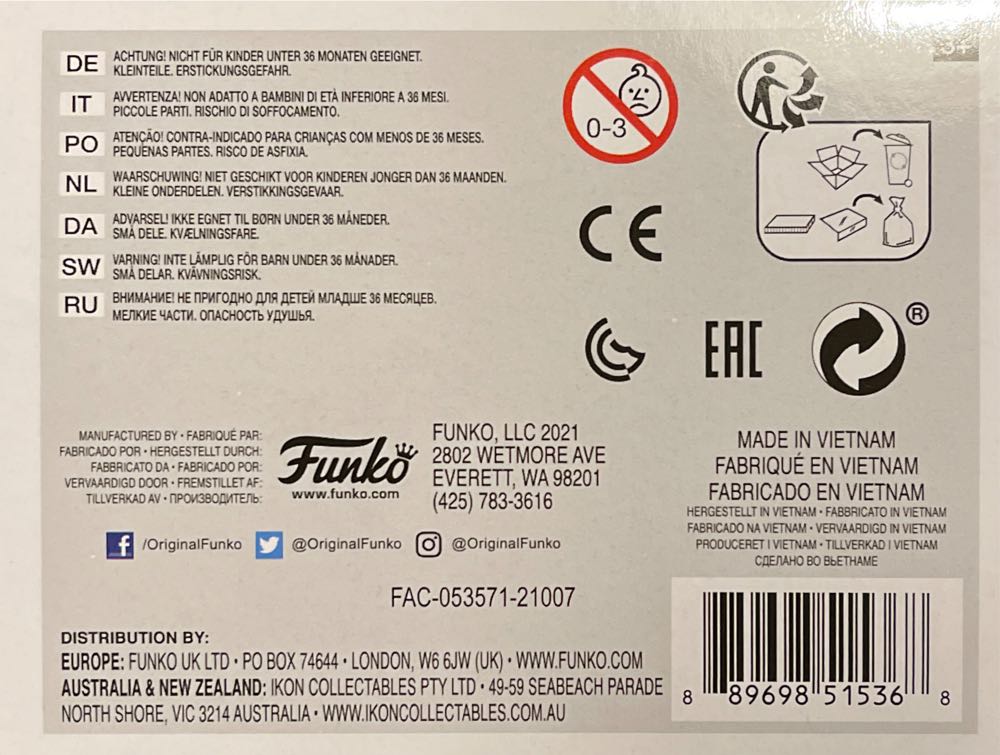 3+
DE ACHTUNG! NICHT FÜR KINDER UNTER 36 MONATEN GEEIGNET.
KLEINTEILE. ERSTICKUNGSGEFAHR.
IT AVVERTENZA! NON ADATTO A BAMBINI DI ETÀ INFERIORE A 36 MESI.
PICCOLE PARTI. RISCHIO DI SOFFOCAMENTO.
PO ATENÇÃO! CONTRA-INDICADO PARA CRIANÇAS COM MENOS DE 36 MESES.
PEQUENAS PARTES. RISCO DE ASFIXIA.
NL WAARSCHUWING! NIET GESCHIKT VOOR KINDEREN JONGER DAN 36 MAANDEN.
KLEINE ONDERDELEN. VERSTIKKINGSGEVAAR.
DA ADVARSEL! IKKE EGNET TIL BØRN UNDER 36 MÅNEDER.
SMÅ DELE. KVÆLNINGSFARE.
SW VARNING! INTE LÄMPLIG FÖR BARN UNDER 36 MÅNADER.
SMÅ DELAR. KVÄVNINGSRISK.
RU ВНИМАНИЕ! НЕ ПРИГОДНО ДЛЯ ДЕТЕЙ МЛАДШЕ 36 МЕСЯЦЕВ.
МЕЛКИЕ ЧАСТИ. ОПАСНОСТЬ УДУШЬЯ.
0-3
CE
EAC
®
MANUFACTURED BY • FABRIQUÉ PAR:
FABRICADO POR • HERGESTELLT DURCH:
FABBRICATO DA • FABRICADO POR:
VERVAARDIGD DOOR • FREMSTILLET AF:
TILLVERKAD AV • ПРОИЗВОДИТЕЛЬ:
Funko
www.funko.com
FUNKO, LLC 2021
2802 WETMORE AVE
EVERETT, WA 98201
(425) 783-3616
MADE IN VIETNAM
FABRIQUÉ EN VIETNAM
FABRICADO EN VIETNAM
HERGESTELLT IN VIETNAM • FABBRICATO IN VIETNAM
FABRICADO NA VIETNAM • VERVAARDIGD IN VIETNAM
PRODUCERET I VIETNAM • TILLVERKAD I VIETNAM
СДЕЛАНО ВО ВЬЕТНАМЕ
/OriginalFunko @OriginalFunko @OriginalFunko
FAC-053571-21007
DISTRIBUTION BY:
EUROPE: FUNKO UK LTD • PO BOX 74644 • LONDON, W6 6JW (UK) • WWW.FUNKO.COM
AUSTRALIA & NEW ZEALAND: IKON COLLECTABLES PTY LTD • 49-59 SEABEACH PARADE
NORTH SHORE, VIC 3214 AUSTRALIA • WWW.IKONCOLLECTABLES.COM.AU
8 89698 51536 8